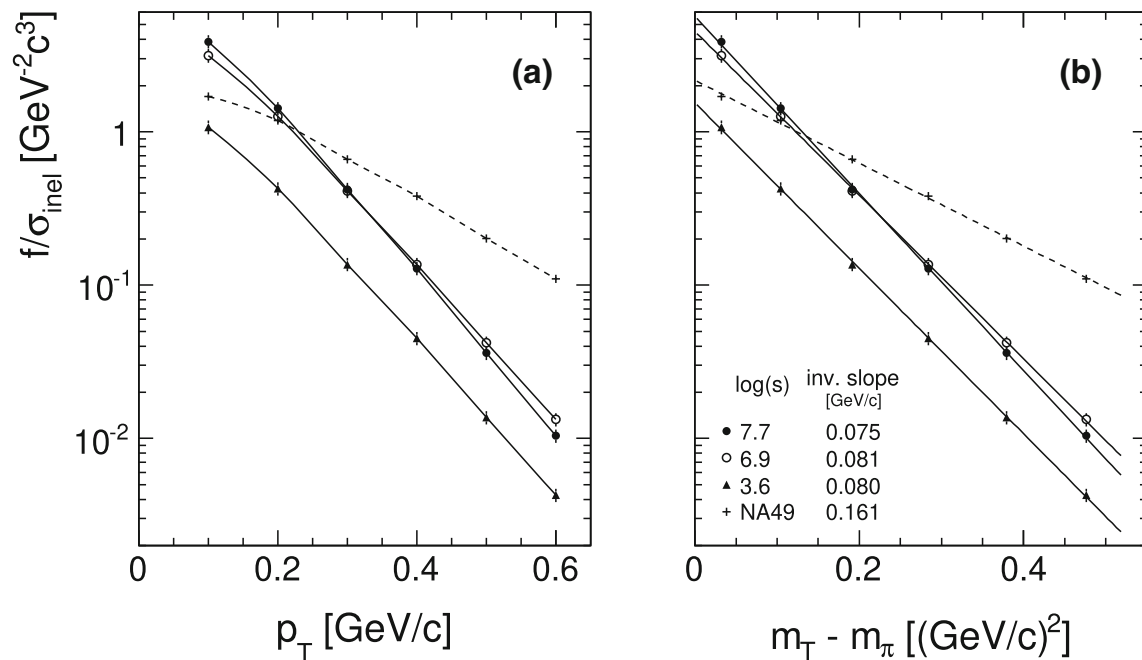 f/σinel [GeV⁻²c³]
1
10⁻¹
10⁻²
(a)
0 0.2 0.4 0.6
pT [GeV/c]
(b)
log(s) inv. slope
[GeV/c]
7.7 0.075
6.9 0.081
3.6 0.080
NA49 0.161
0 0.2 0.4
mT - mπ [(GeV/c)²]